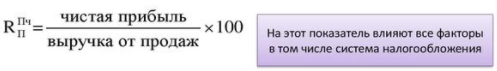 R_П^Пч = чистая прибыль / выручка от продаж × 100
На этот показатель влияют все факторы
в том числе система налогообложения